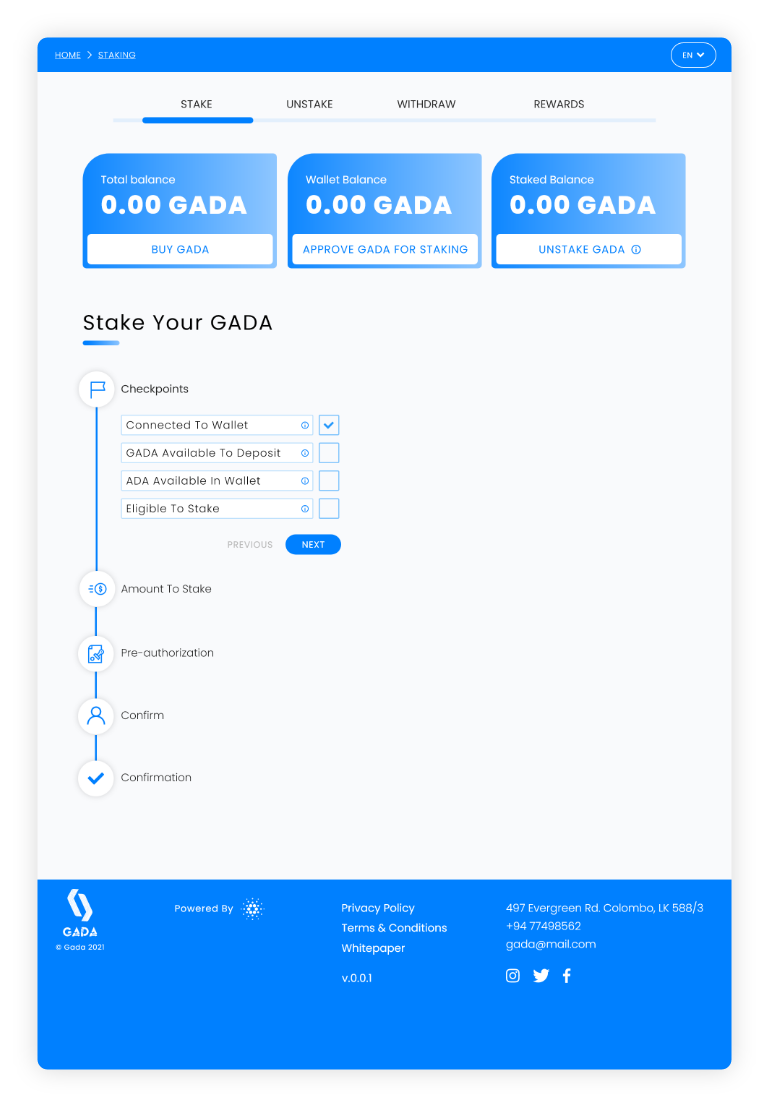 HOME > STAKING
EN
STAKE UNSTAKE WITHDRAW REWARDS
Total balance
0.00 GADA
BUY GADA
Wallet Balance
0.00 GADA
APPROVE GADA FOR STAKING
Staked Balance
0.00 GADA
UNSTAKE GADA
Stake Your GADA
Checkpoints
Connected To Wallet
GADA Available To Deposit
ADA Available In Wallet
Eligible To Stake
PREVIOUS NEXT
Amount To Stake
Pre-authorization
Confirm
Confirmation
GADA
© Gada 2021
Powered By
Privacy Policy
Terms & Conditions
Whitepaper
v.0.0.1
497 Evergreen Rd. Colombo, LK 588/3
+94 77498562
gada@mail.com